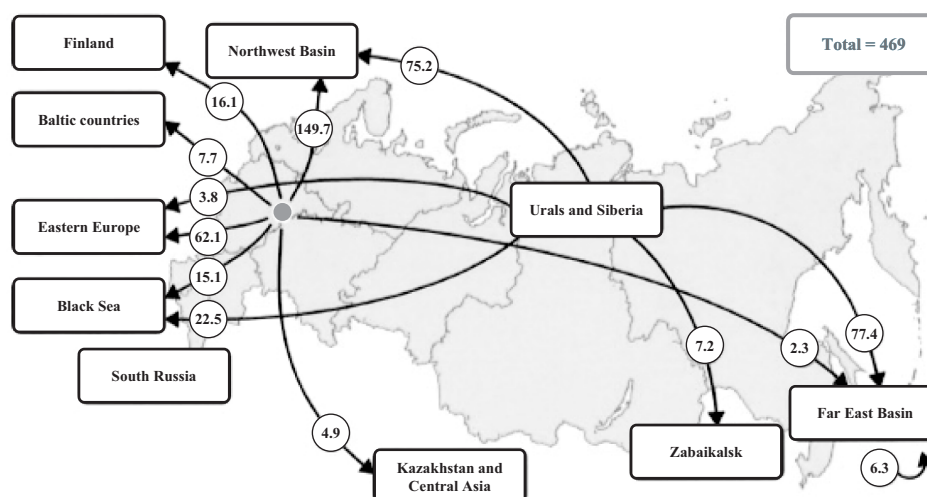 Finland
Northwest Basin
Total = 469
75.2
16.1
Baltic countries
149.7
7.7
3.8
Urals and Siberia
Eastern Europe
62.1
15.1
Black Sea
22.5
77.4
7.2
2.3
South Russia
Far East Basin
4.9
Zabaikalsk
Kazakhstan and
Central Asia
6.3